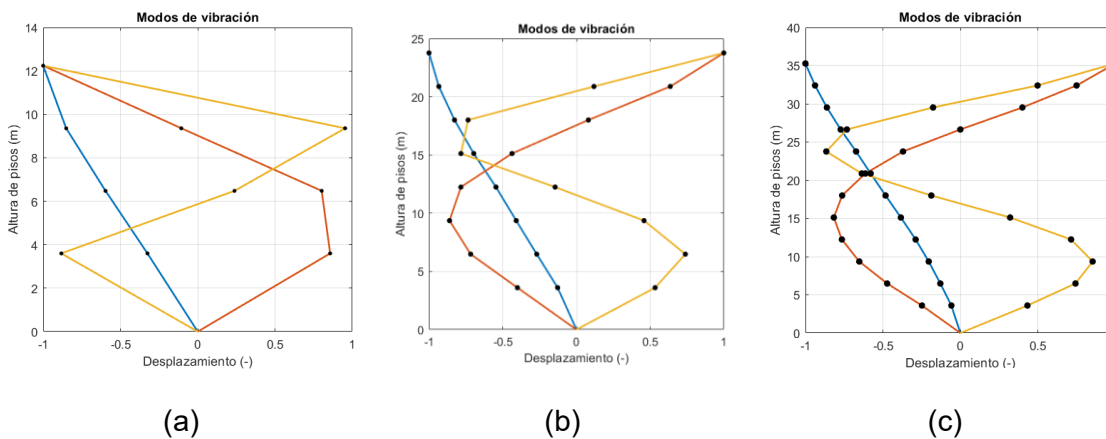 Modos de vibración
14
12
10
8
6
4
2
0
Altura de pisos (m)
-1 -0.5 0 0.5 1
Desplazamiento (-)
(a)
Modos de vibración
25
20
15
10
5
0
Altura de pisos (m)
-1 -0.5 0 0.5 1
Desplazamiento (-)
(b)
Modos de vibración
40
35
30
25
20
15
10
5
0
Altura de pisos (m)
-1 -0.5 0 0.5
Desplazamiento (-)
(c)